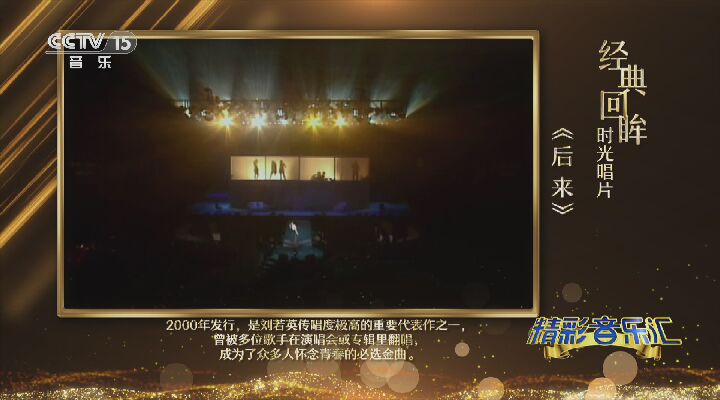 CCTV 15
音乐
经典回眸
时光唱片
《后来》
2000年发行，是刘若英传唱度极高的重要代表作之一，
曾被多位歌手在演唱会或专辑里翻唱，
成为了众多人怀念青春的必选金曲。
精彩音乐汇